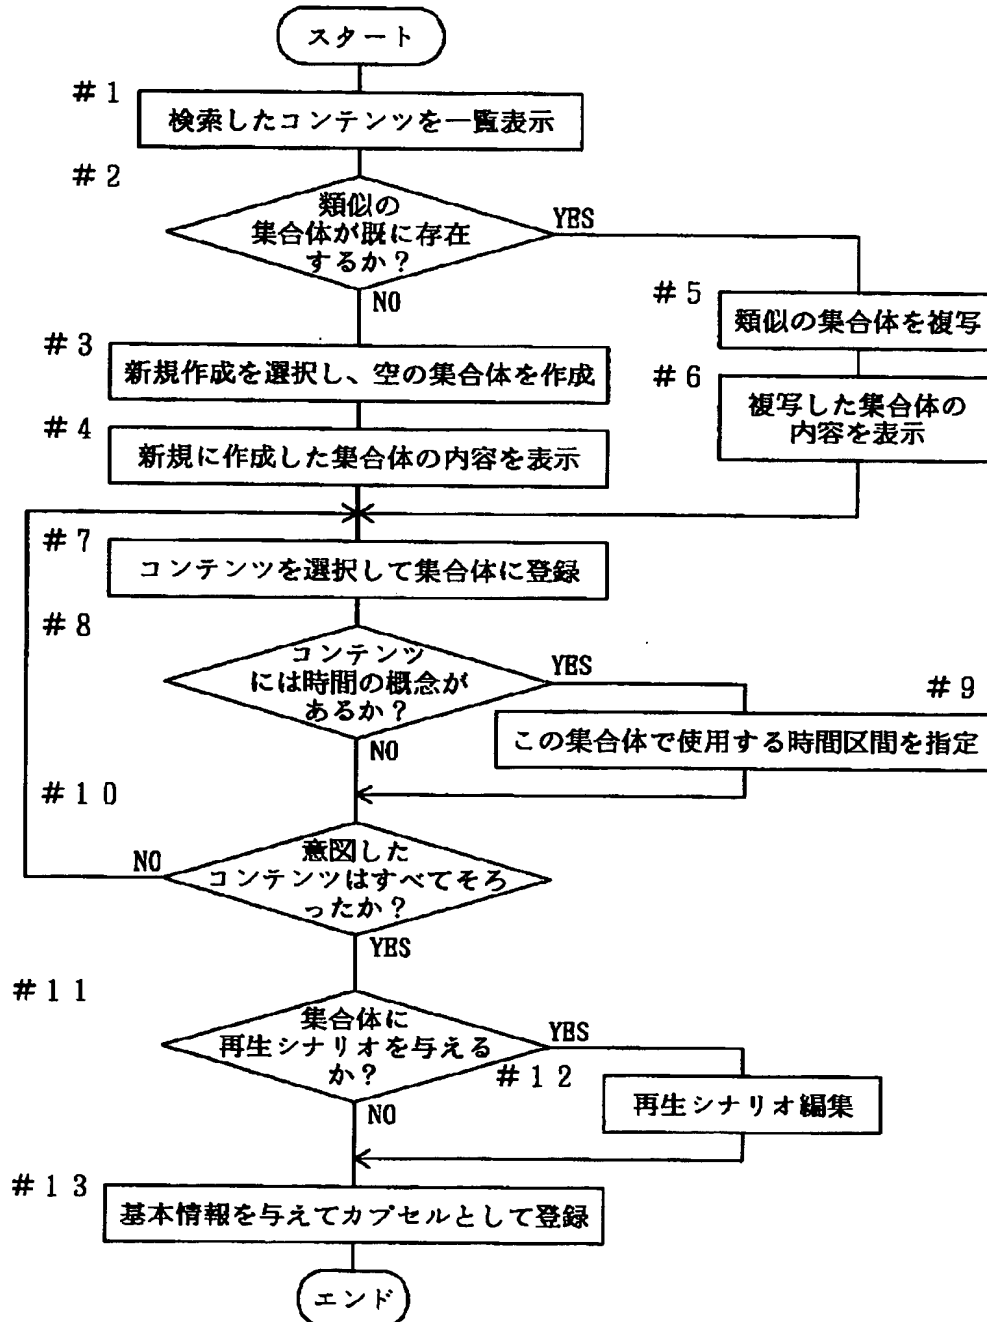 スタート
#1
検索したコンテンツを一覧表示
#2
類似の
集合体が既に存在
するか?
YES
NO
#5
類似の集合体を複写
#3
新規作成を選択し、空の集合体を作成
#6
複写した集合体の
内容を表示
#4
新規に作成した集合体の内容を表示
#7
コンテンツを選択して集合体に登録
#8
コンテンツ
には時間の概念が
あるか?
YES
NO
#9
この集合体で使用する時間区間を指定
#10
意図した
コンテンツはすべてそろ
ったか?
NO
YES
#11
集合体に
再生シナリオを与える
か?
YES
NO
#12
再生シナリオ編集
#13
基本情報を与えてカプセルとして登録
エンド